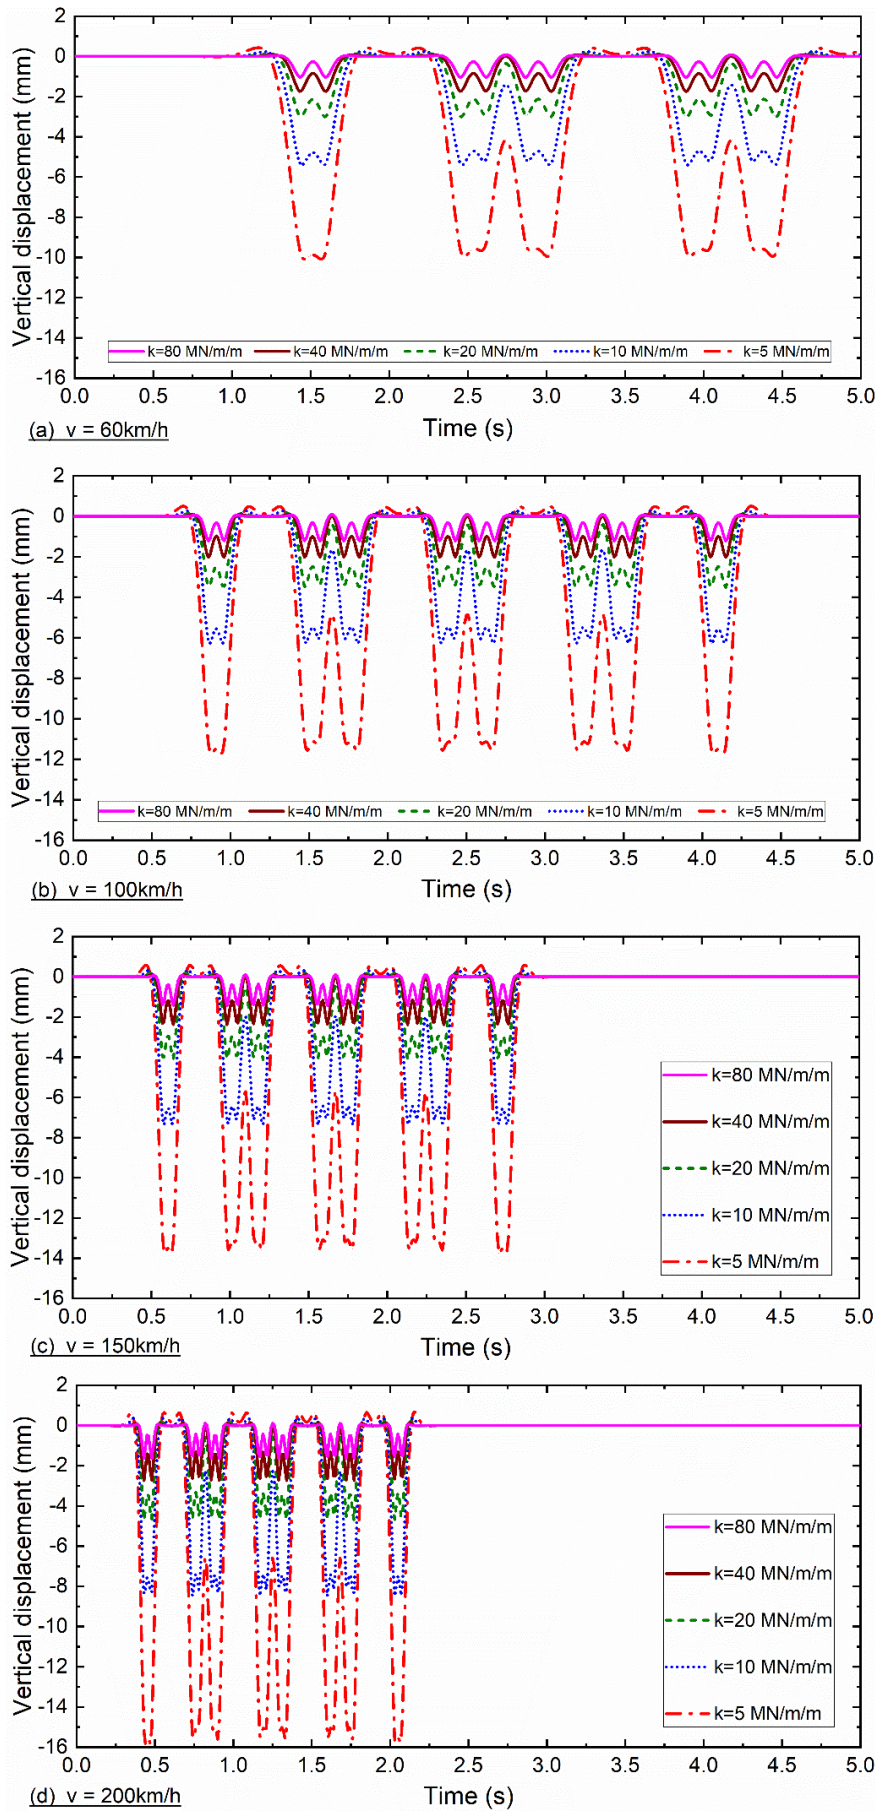 Vertical displacement (mm)
2
0
-2
-4
-6
-8
-10
-12
-14
-16
k=80 MN/m/m k=40 MN/m/m k=20 MN/m/m k=10 MN/m/m k=5 MN/m/m
0.0 0.5 1.0 1.5 2.0 2.5 3.0 3.5 4.0 4.5 5.0
Time (s)
(a) v = 60km/h
Vertical displacement (mm)
2
0
-2
-4
-6
-8
-10
-12
-14
-16
k=80 MN/m/m k=40 MN/m/m k=20 MN/m/m k=10 MN/m/m k=5 MN/m/m
0.0 0.5 1.0 1.5 2.0 2.5 3.0 3.5 4.0 4.5 5.0
Time (s)
(b) v = 100km/h
Vertical displacement (mm)
2
0
-2
-4
-6
-8
-10
-12
-14
-16
k=80 MN/m/m
k=40 MN/m/m
k=20 MN/m/m
k=10 MN/m/m
k=5 MN/m/m
0.0 0.5 1.0 1.5 2.0 2.5 3.0 3.5 4.0 4.5 5.0
Time (s)
(c) v = 150km/h
Vertical displacement (mm)
2
0
-2
-4
-6
-8
-10
-12
-14
-16
k=80 MN/m/m
k=40 MN/m/m
k=20 MN/m/m
k=10 MN/m/m
k=5 MN/m/m
0.0 0.5 1.0 1.5 2.0 2.5 3.0 3.5 4.0 4.5 5.0
Time (s)
(d) v = 200km/h